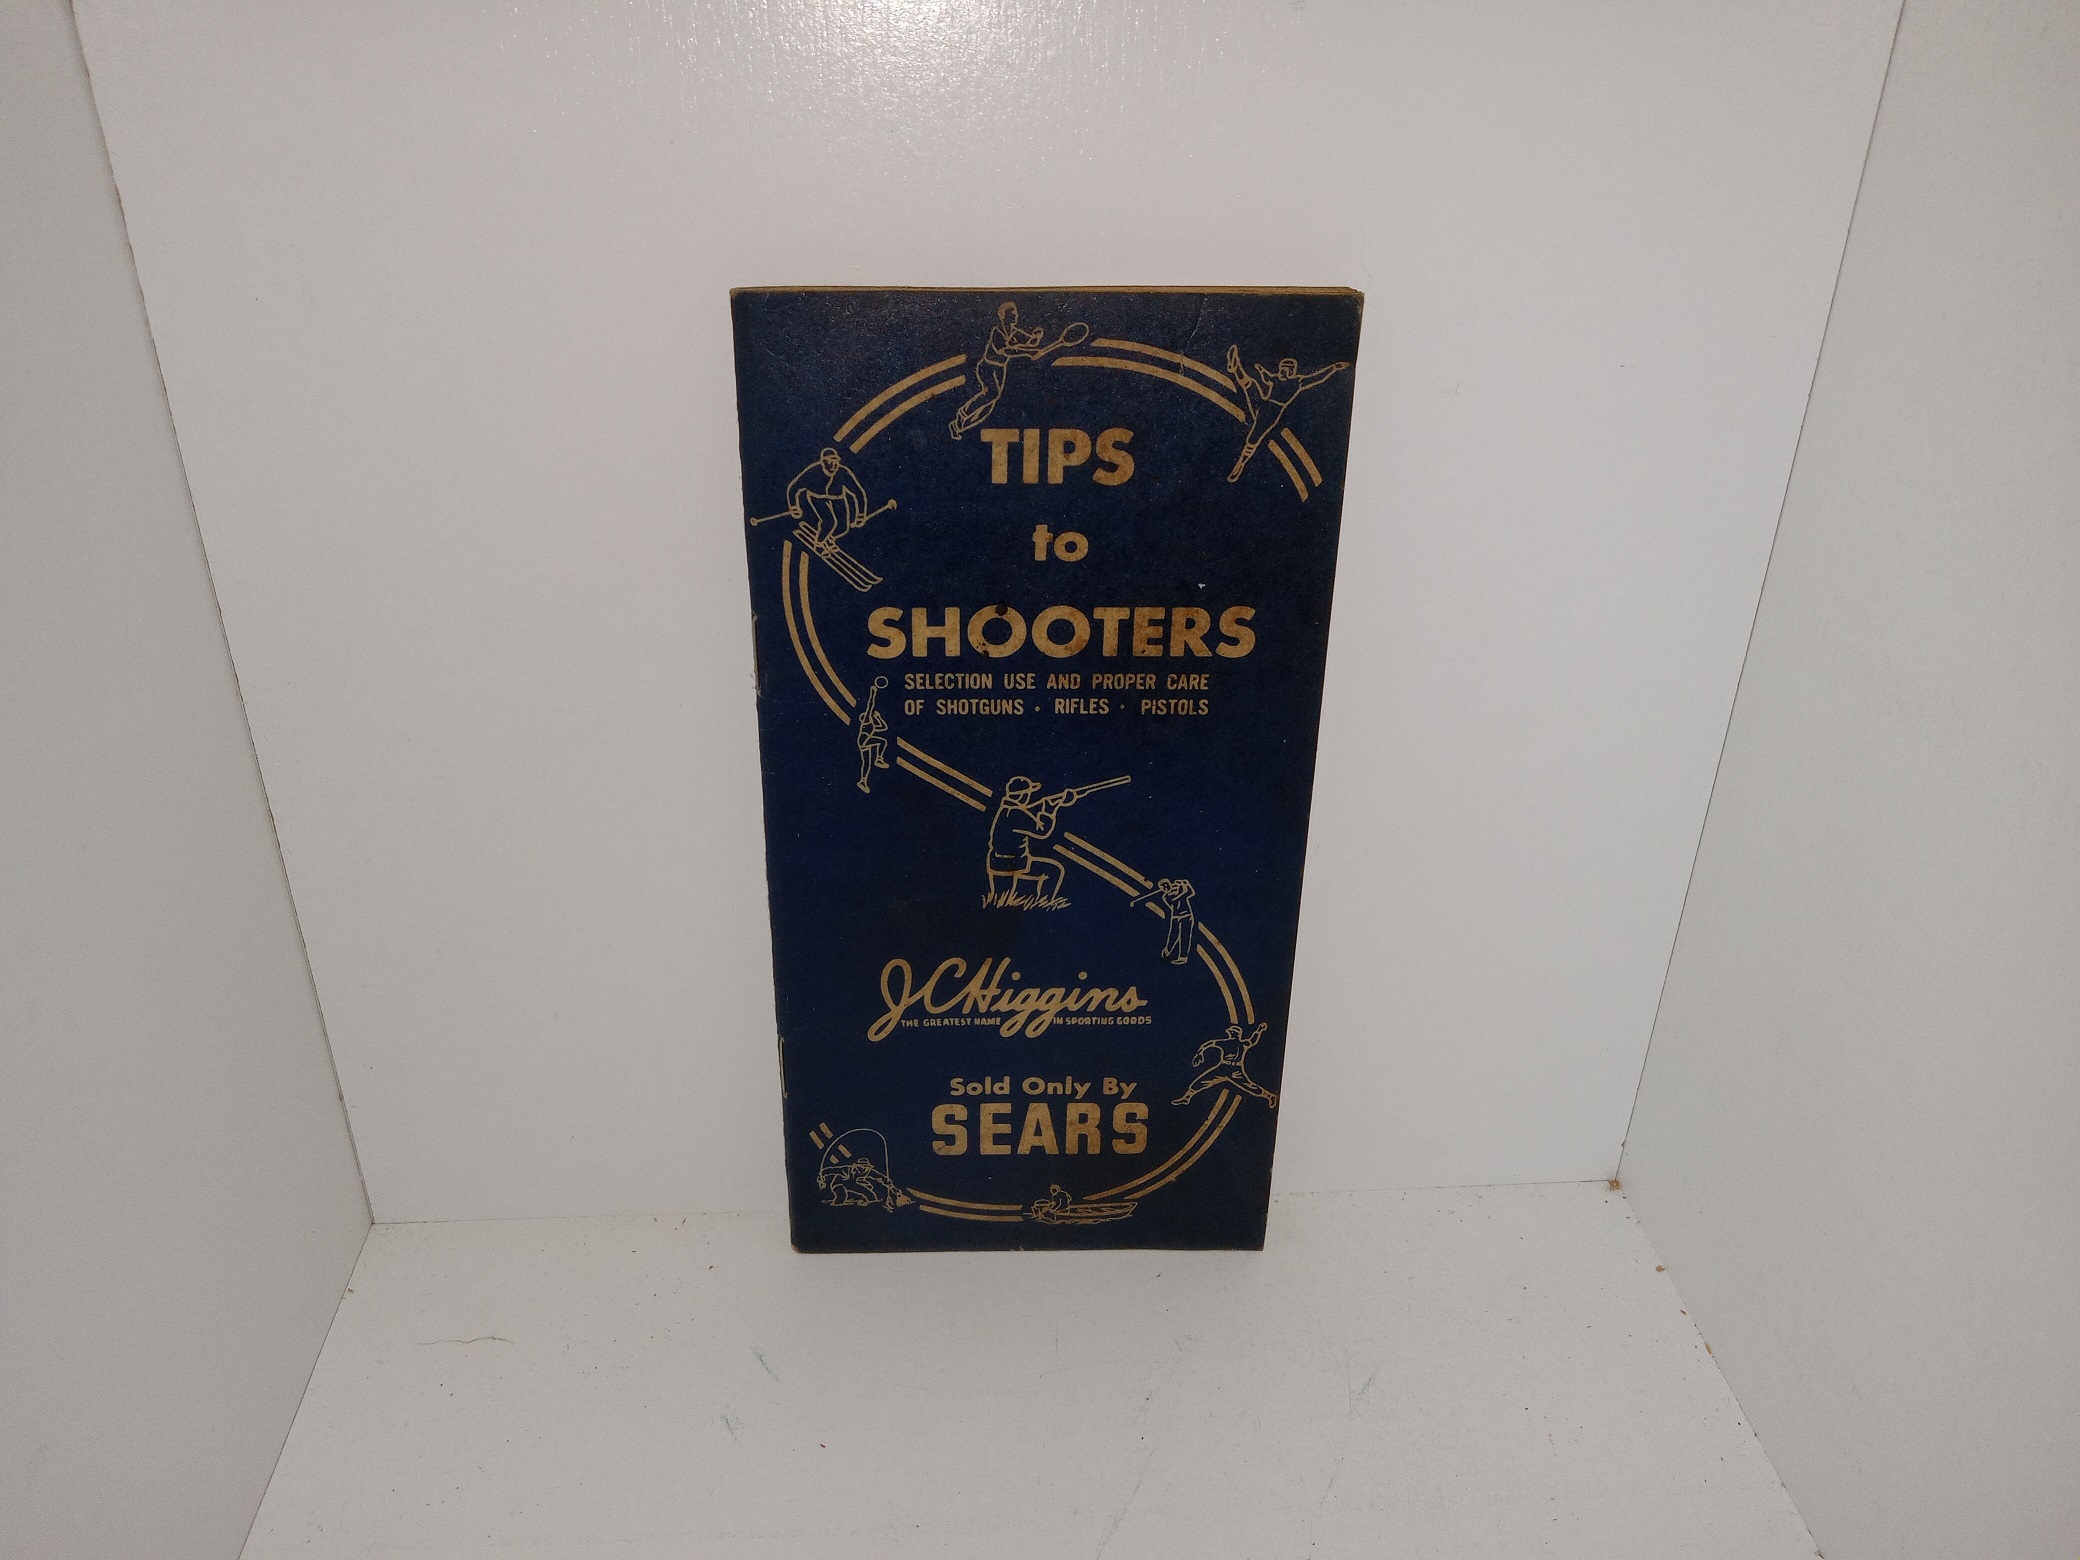 TIPS
to
SHOOTERS
SELECTION USE AND PROPER CARE
OF SHOTGUNS · RIFLES · PISTOLS
J C Higgins
THE GREATEST NAME IN SPORTING GOODS
Sold Only By
SEARS